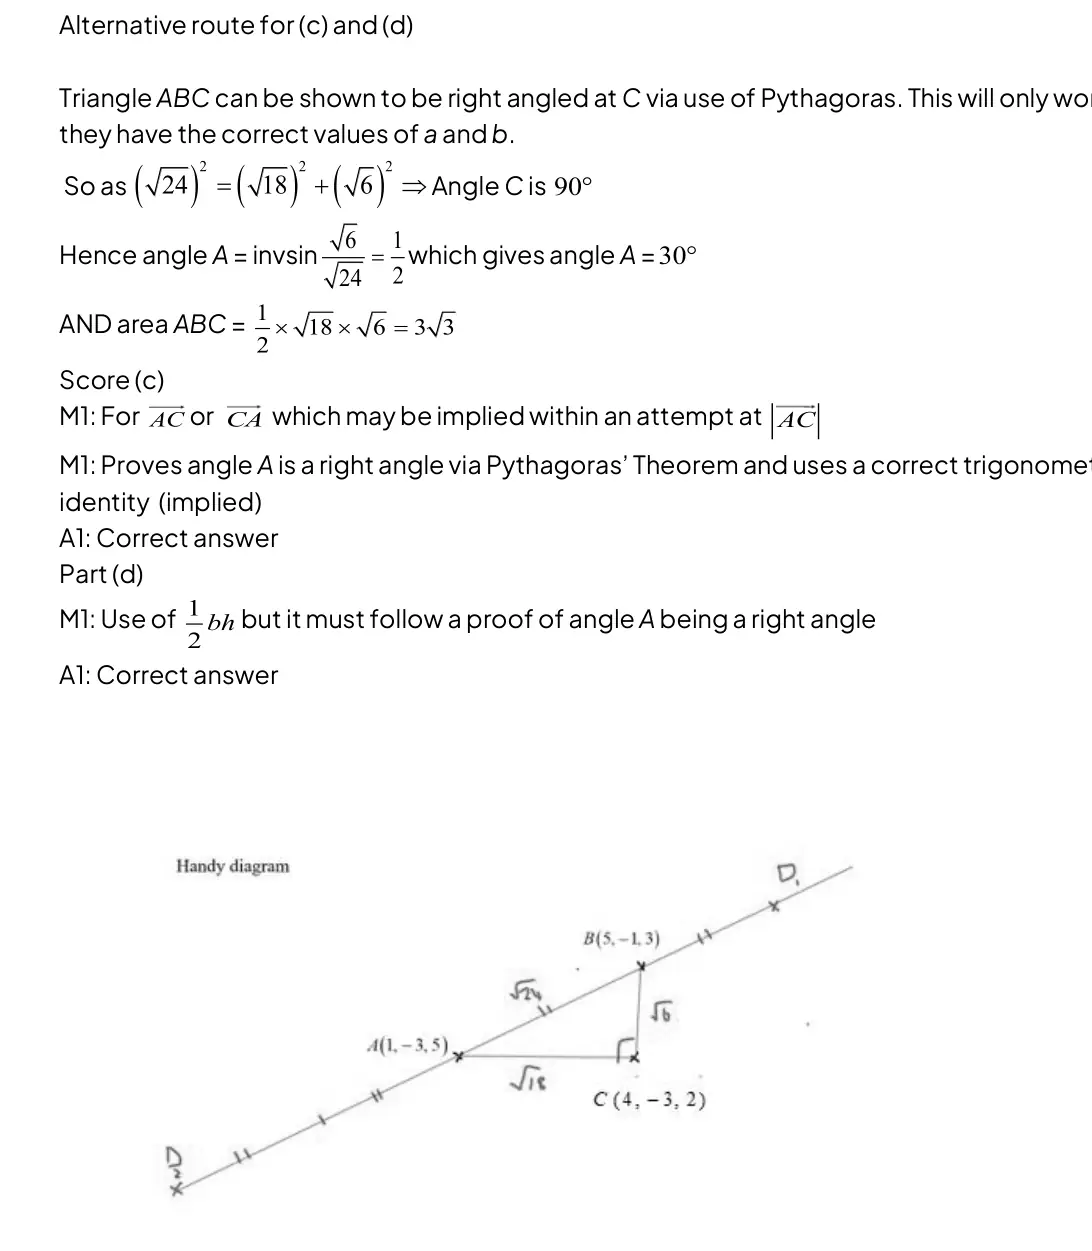 Alternative route for (c) and (d)
Triangle ABC can be shown to be right angled at C via use of Pythagoras. This will only wo
they have the correct values of a and b.
So as (√24)² = (√18)² + (√6)² ⇒ Angle C is 90°
Hence angle A = invsin √6/√24 = 1/2 which gives angle A = 30°
AND area ABC = 1/2 × √18 × √6 = 3√3
Score (c)
M1: For AC or CA which may be implied within an attempt at |AC|
M1: Proves angle A is a right angle via Pythagoras' Theorem and uses a correct trigonomet
identity (implied)
A1: Correct answer
Part (d)
M1: Use of 1/2 bh but it must follow a proof of angle A being a right angle
A1: Correct answer
Handy diagram
D₁
B(5, −1, 3)
√24
√6
A(1, −3, 5)
√18
C (4, −3, 2)
D₂